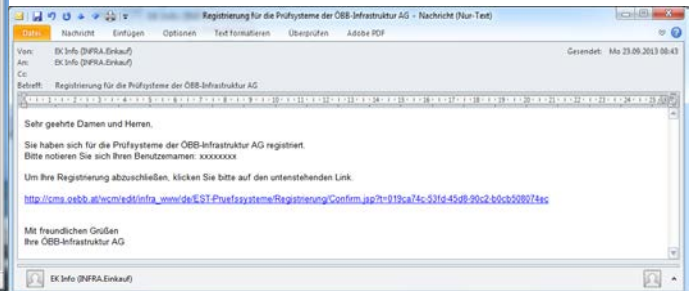 Registrierung für die Prüfsysteme der ÖBB-Infrastruktur AG - Nachricht (Nur-Text)
Datei Nachricht Einfügen Optionen Text formatieren Überprüfen Adobe PDF
Von: EK Info (INFRA.Einkauf) Gesendet: Mo 23.09.2013 08:43
An: EK Info (INFRA.Einkauf)
Cc:
Betreff: Registrierung für die Prüfsysteme der ÖBB-Infrastruktur AG
Sehr geehrte Damen und Herren,
Sie haben sich für die Prüfsysteme der ÖBB-Infrastruktur AG registriert.
Bitte notieren Sie sich Ihren Benutzernamen: xxxxxxxx
Um Ihre Registrierung abzuschließen, klicken Sie bitte auf den untenstehenden Link.
http://cms.oebb.at/wcm/edit/infra_www/de/EST-Pruefssysteme/Registrierung/Confirm.jsp?t=019ca74c-53fd-45d8-90c2-b0cb508074ec
Mit freundlichen Grüßen
Ihre ÖBB-Infrastruktur AG
EK Info (INFRA.Einkauf)